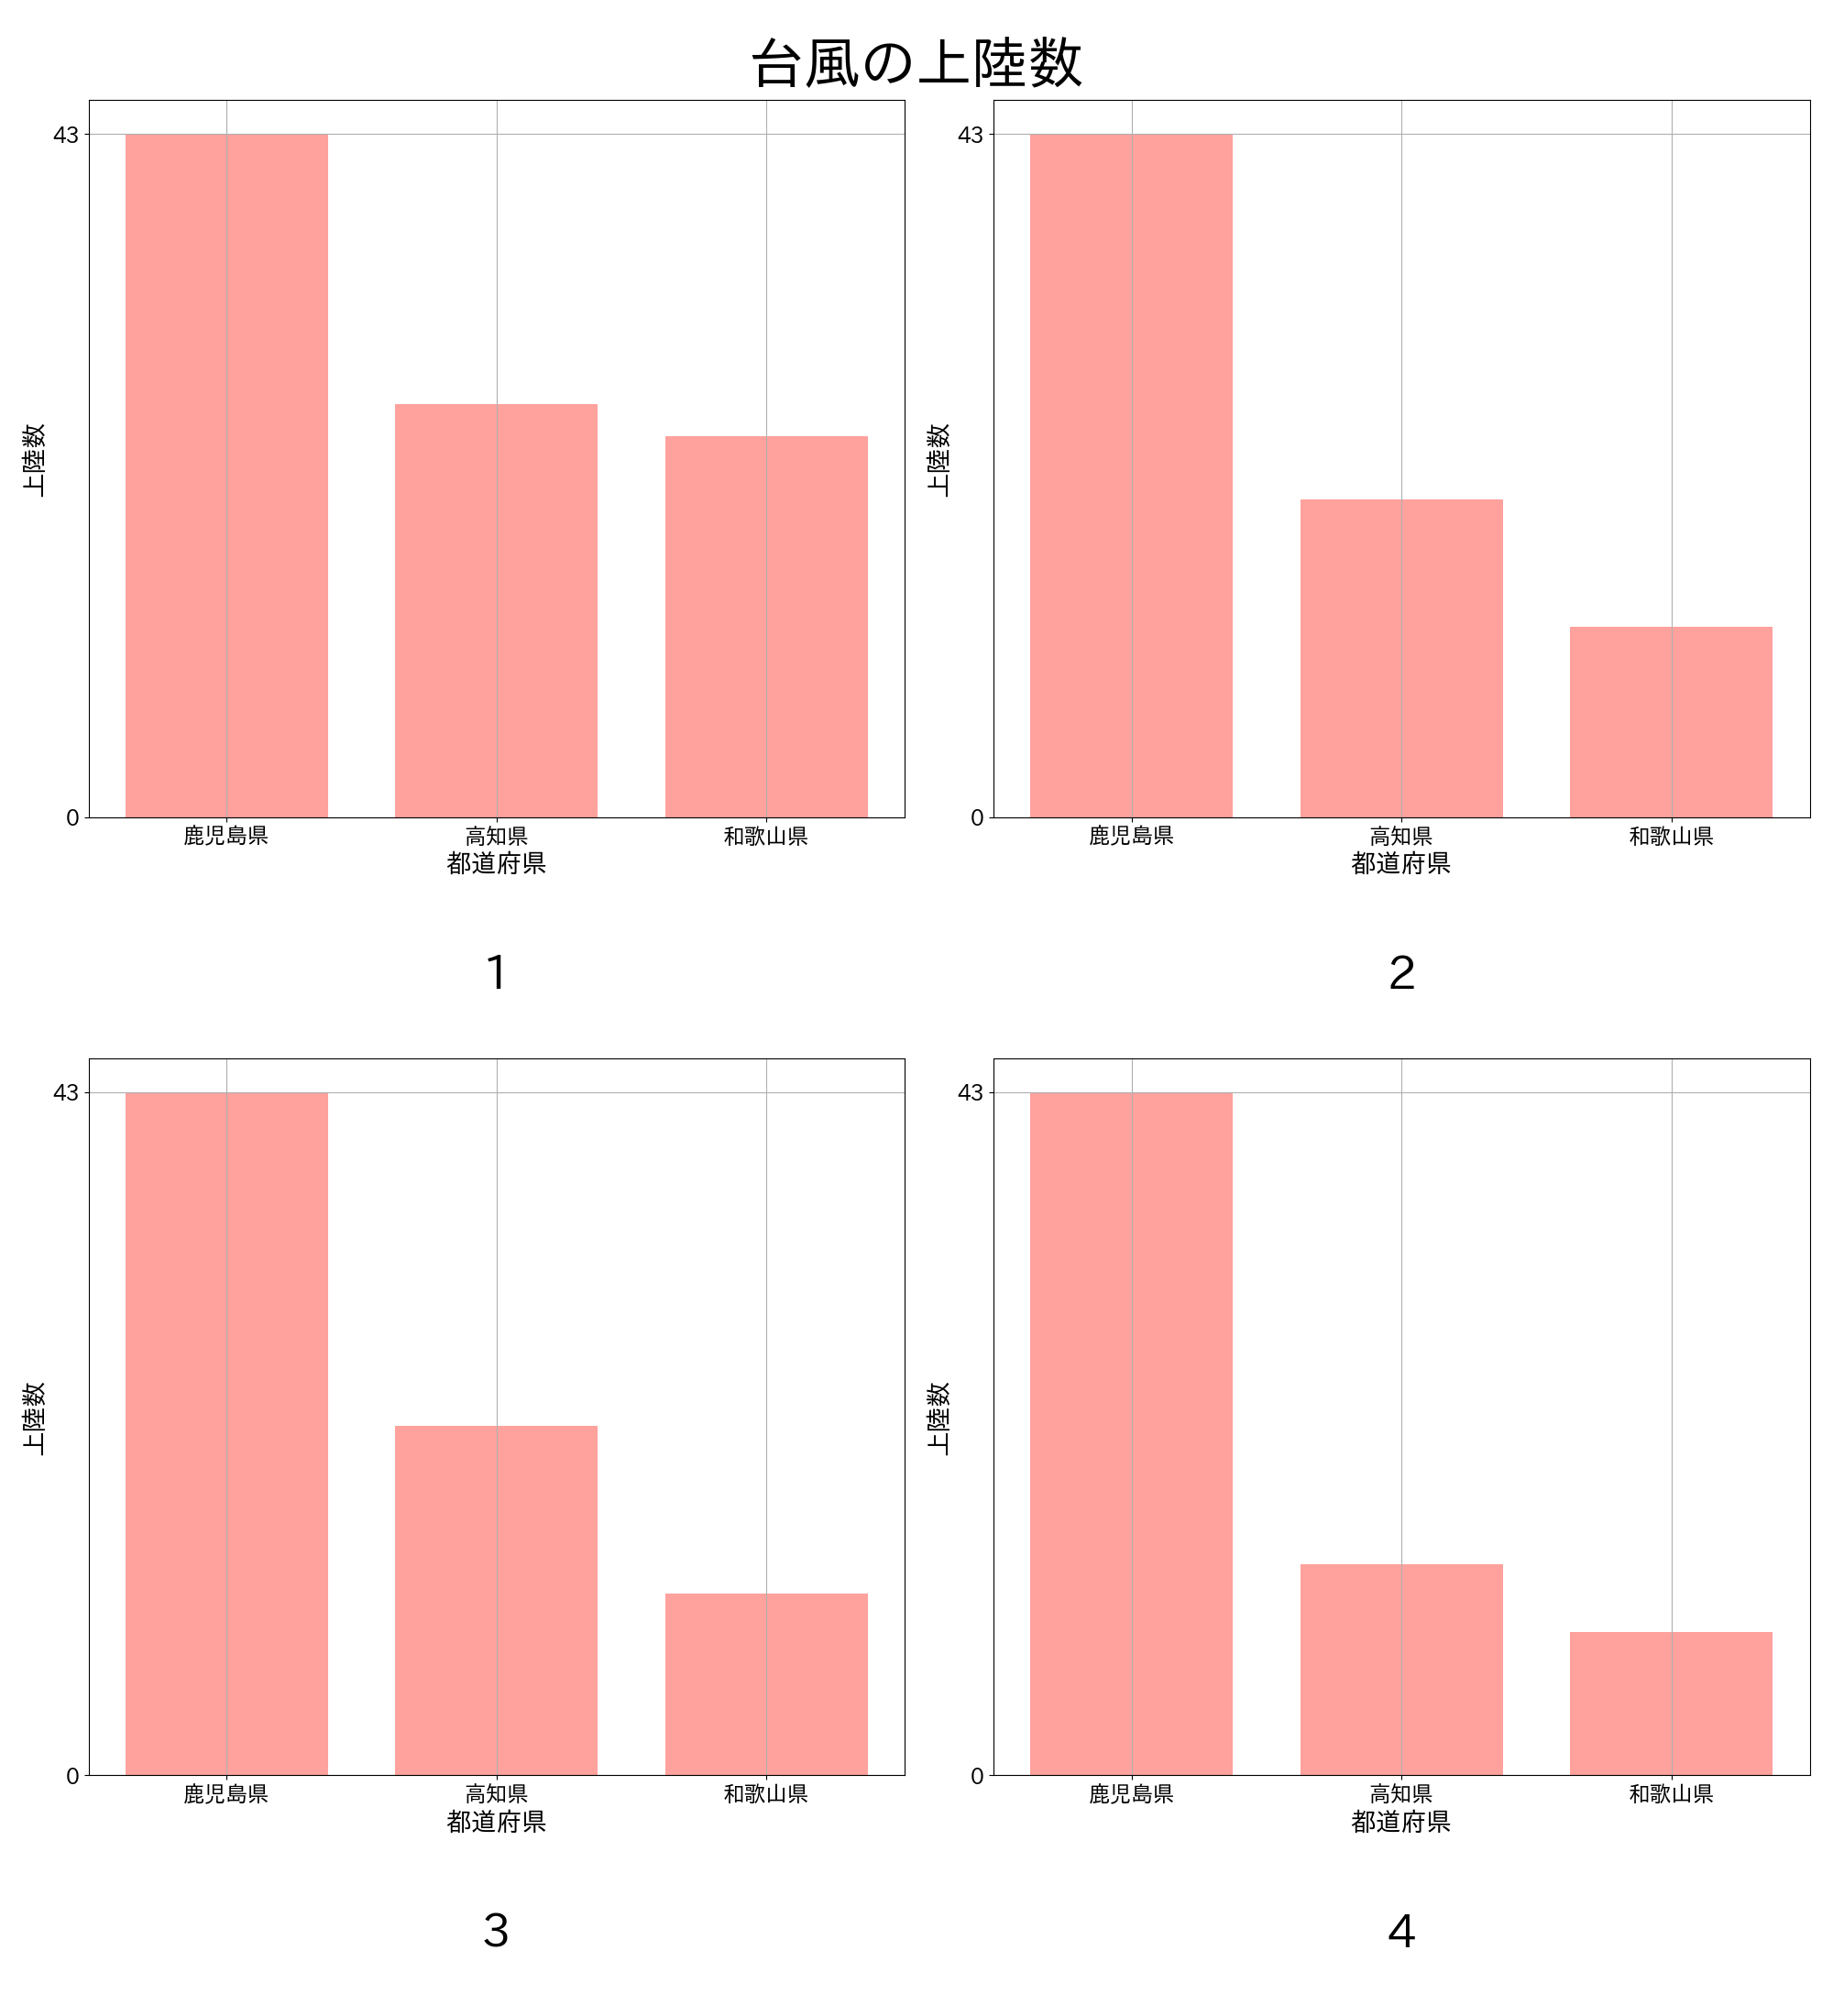 台風の上陸数
43
上陸数
0
鹿児島県 高知県 和歌山県
都道府県
1
43
上陸数
0
鹿児島県 高知県 和歌山県
都道府県
2
43
上陸数
0
鹿児島県 高知県 和歌山県
都道府県
3
43
上陸数
0
鹿児島県 高知県 和歌山県
都道府県
4